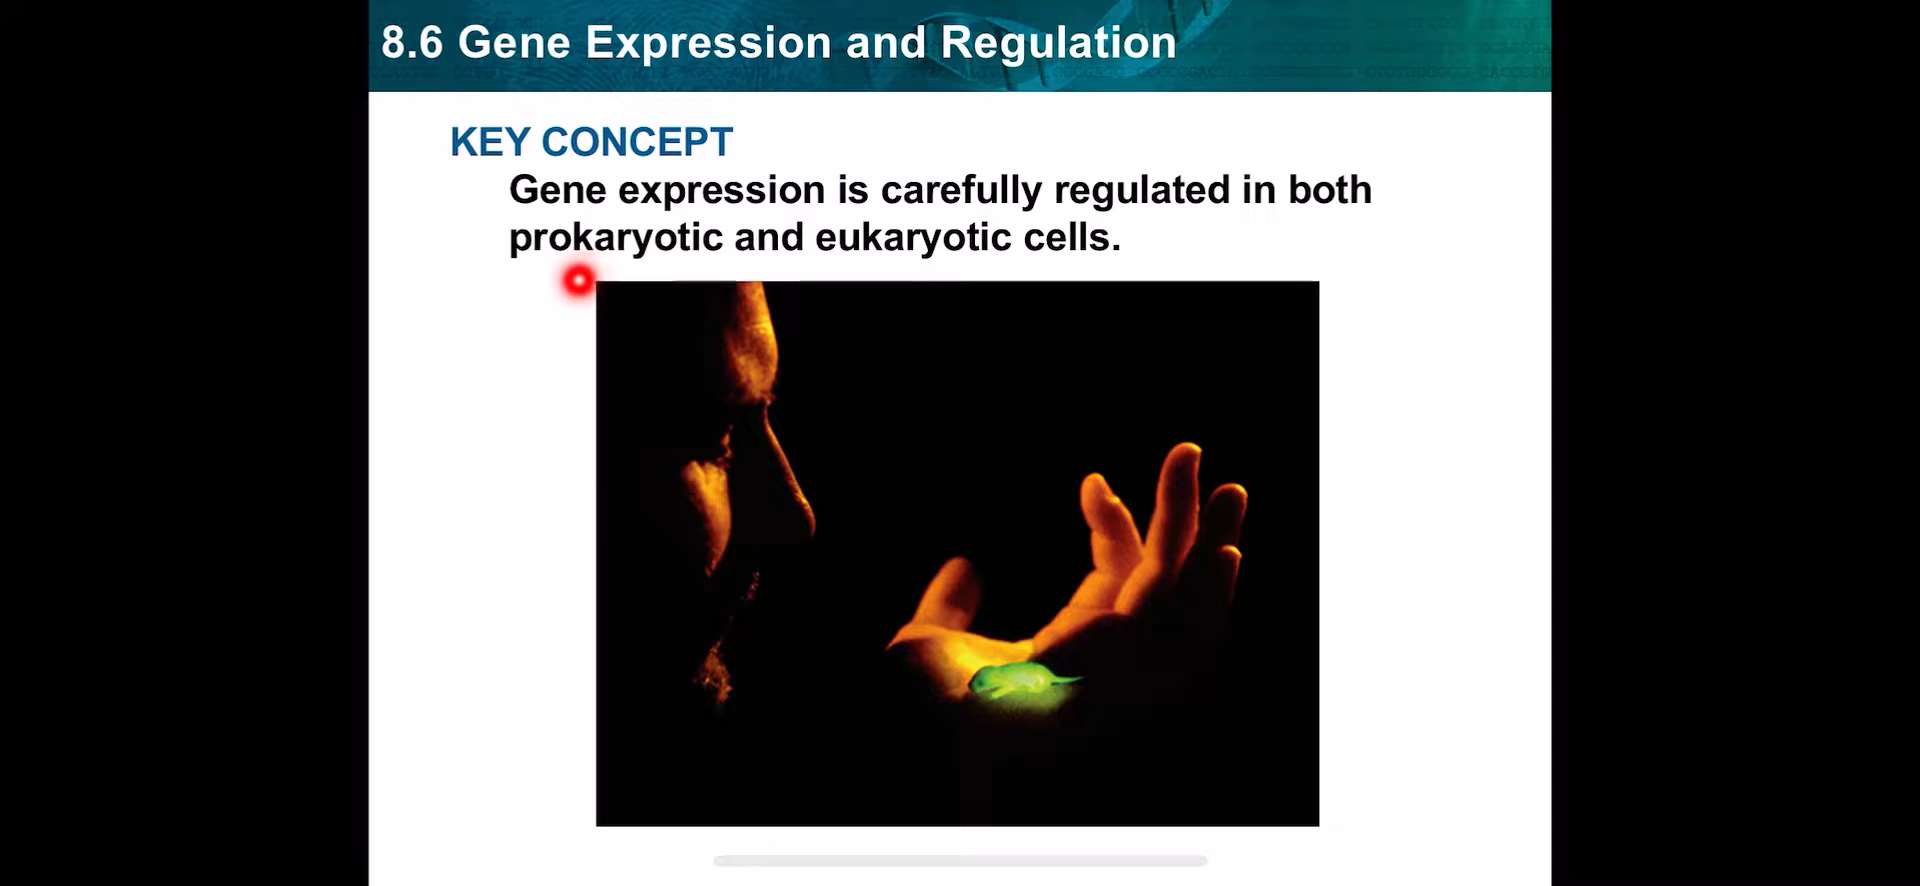 8.6 Gene Expression and Regulation
KEY CONCEPT
Gene expression is carefully regulated in both
prokaryotic and eukaryotic cells.